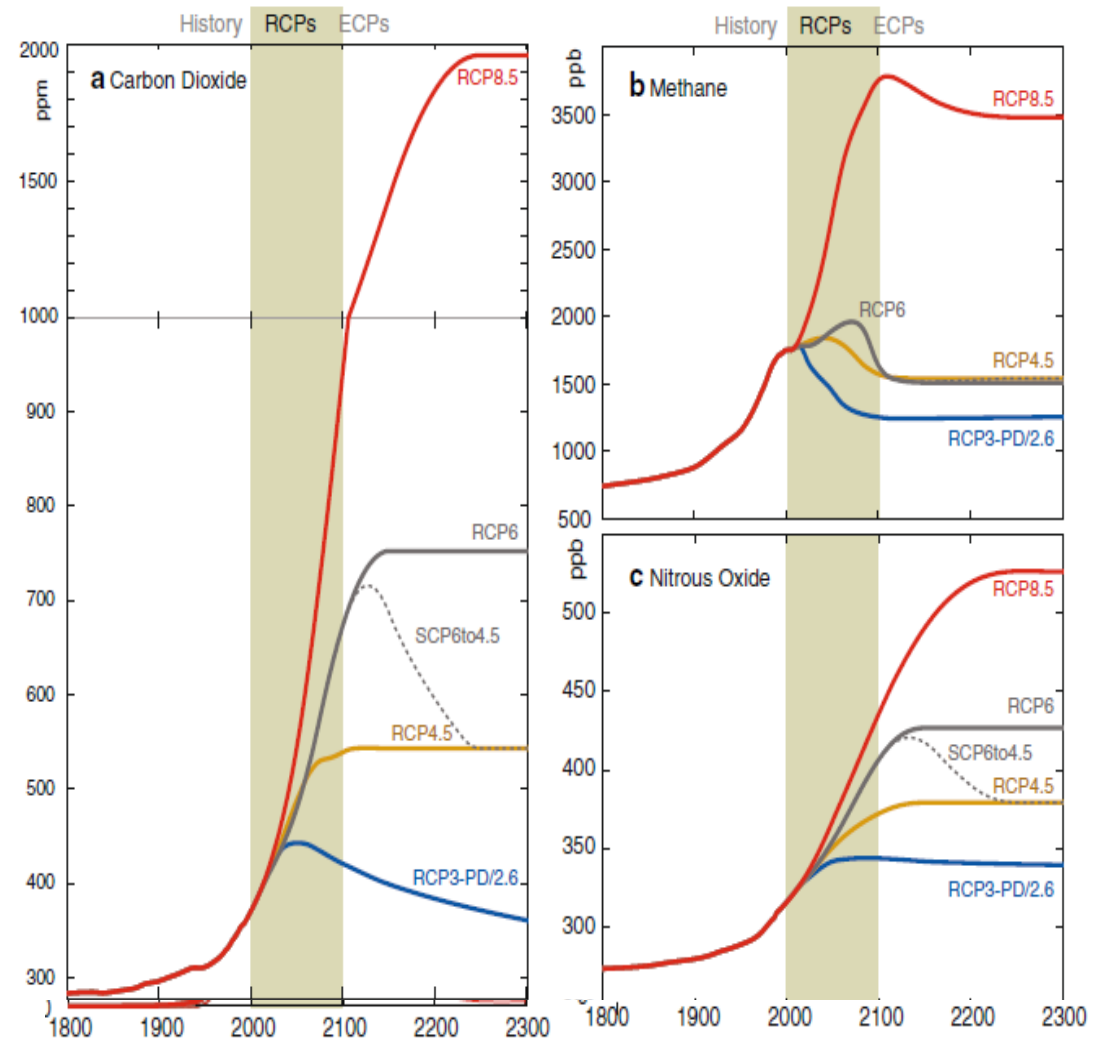 History RCPs ECPs
2000
ppm
a Carbon Dioxide
RCP8.5
1500
1000
900
800
RCP6
700
SCP6to4.5
600
RCP4.5
500
400
RCP3-PD/2.6
300
1800 1900 2000 2100 2200 2300
History RCPs ECPs
ppb
b Methane
RCP8.5
3500
3000
2500
2000
RCP6
RCP4.5
1500
RCP3-PD/2.6
1000
500
ppb
c Nitrous Oxide
RCP8.5
500
450
RCP6
SCP6to4.5
400
RCP4.5
350
RCP3-PD/2.6
300
1800 1900 2000 2100 2200 2300